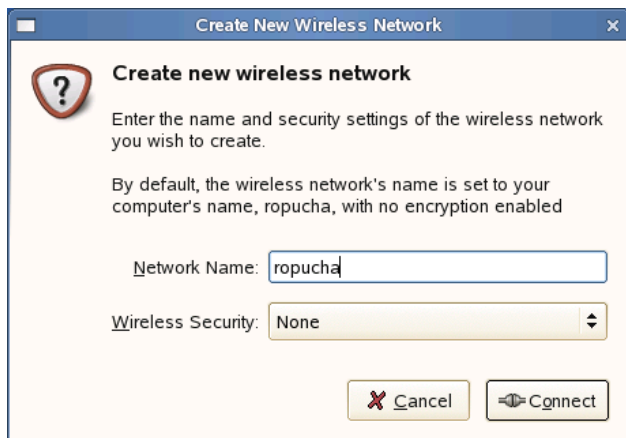 Create New Wireless Network
Create new wireless network
Enter the name and security settings of the wireless network
you wish to create.
By default, the wireless network's name is set to your
computer's name, ropucha, with no encryption enabled
Network Name: ropucha
Wireless Security: None
Cancel
Connect